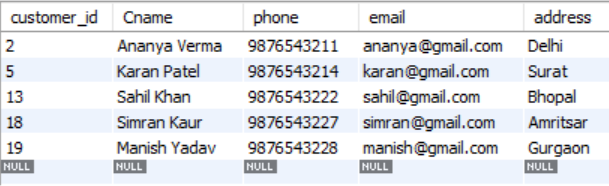 customer_id Cname phone email address
2 Ananya Verma 9876543211 ananya@gmail.com Delhi
5 Karan Patel 9876543214 karan@gmail.com Surat
13 Sahil Khan 9876543222 sahil@gmail.com Bhopal
18 Simran Kaur 9876543227 simran@gmail.com Amritsar
19 Manish Yadav 9876543228 manish@gmail.com Gurgaon
NULL NULL NULL NULL NULL